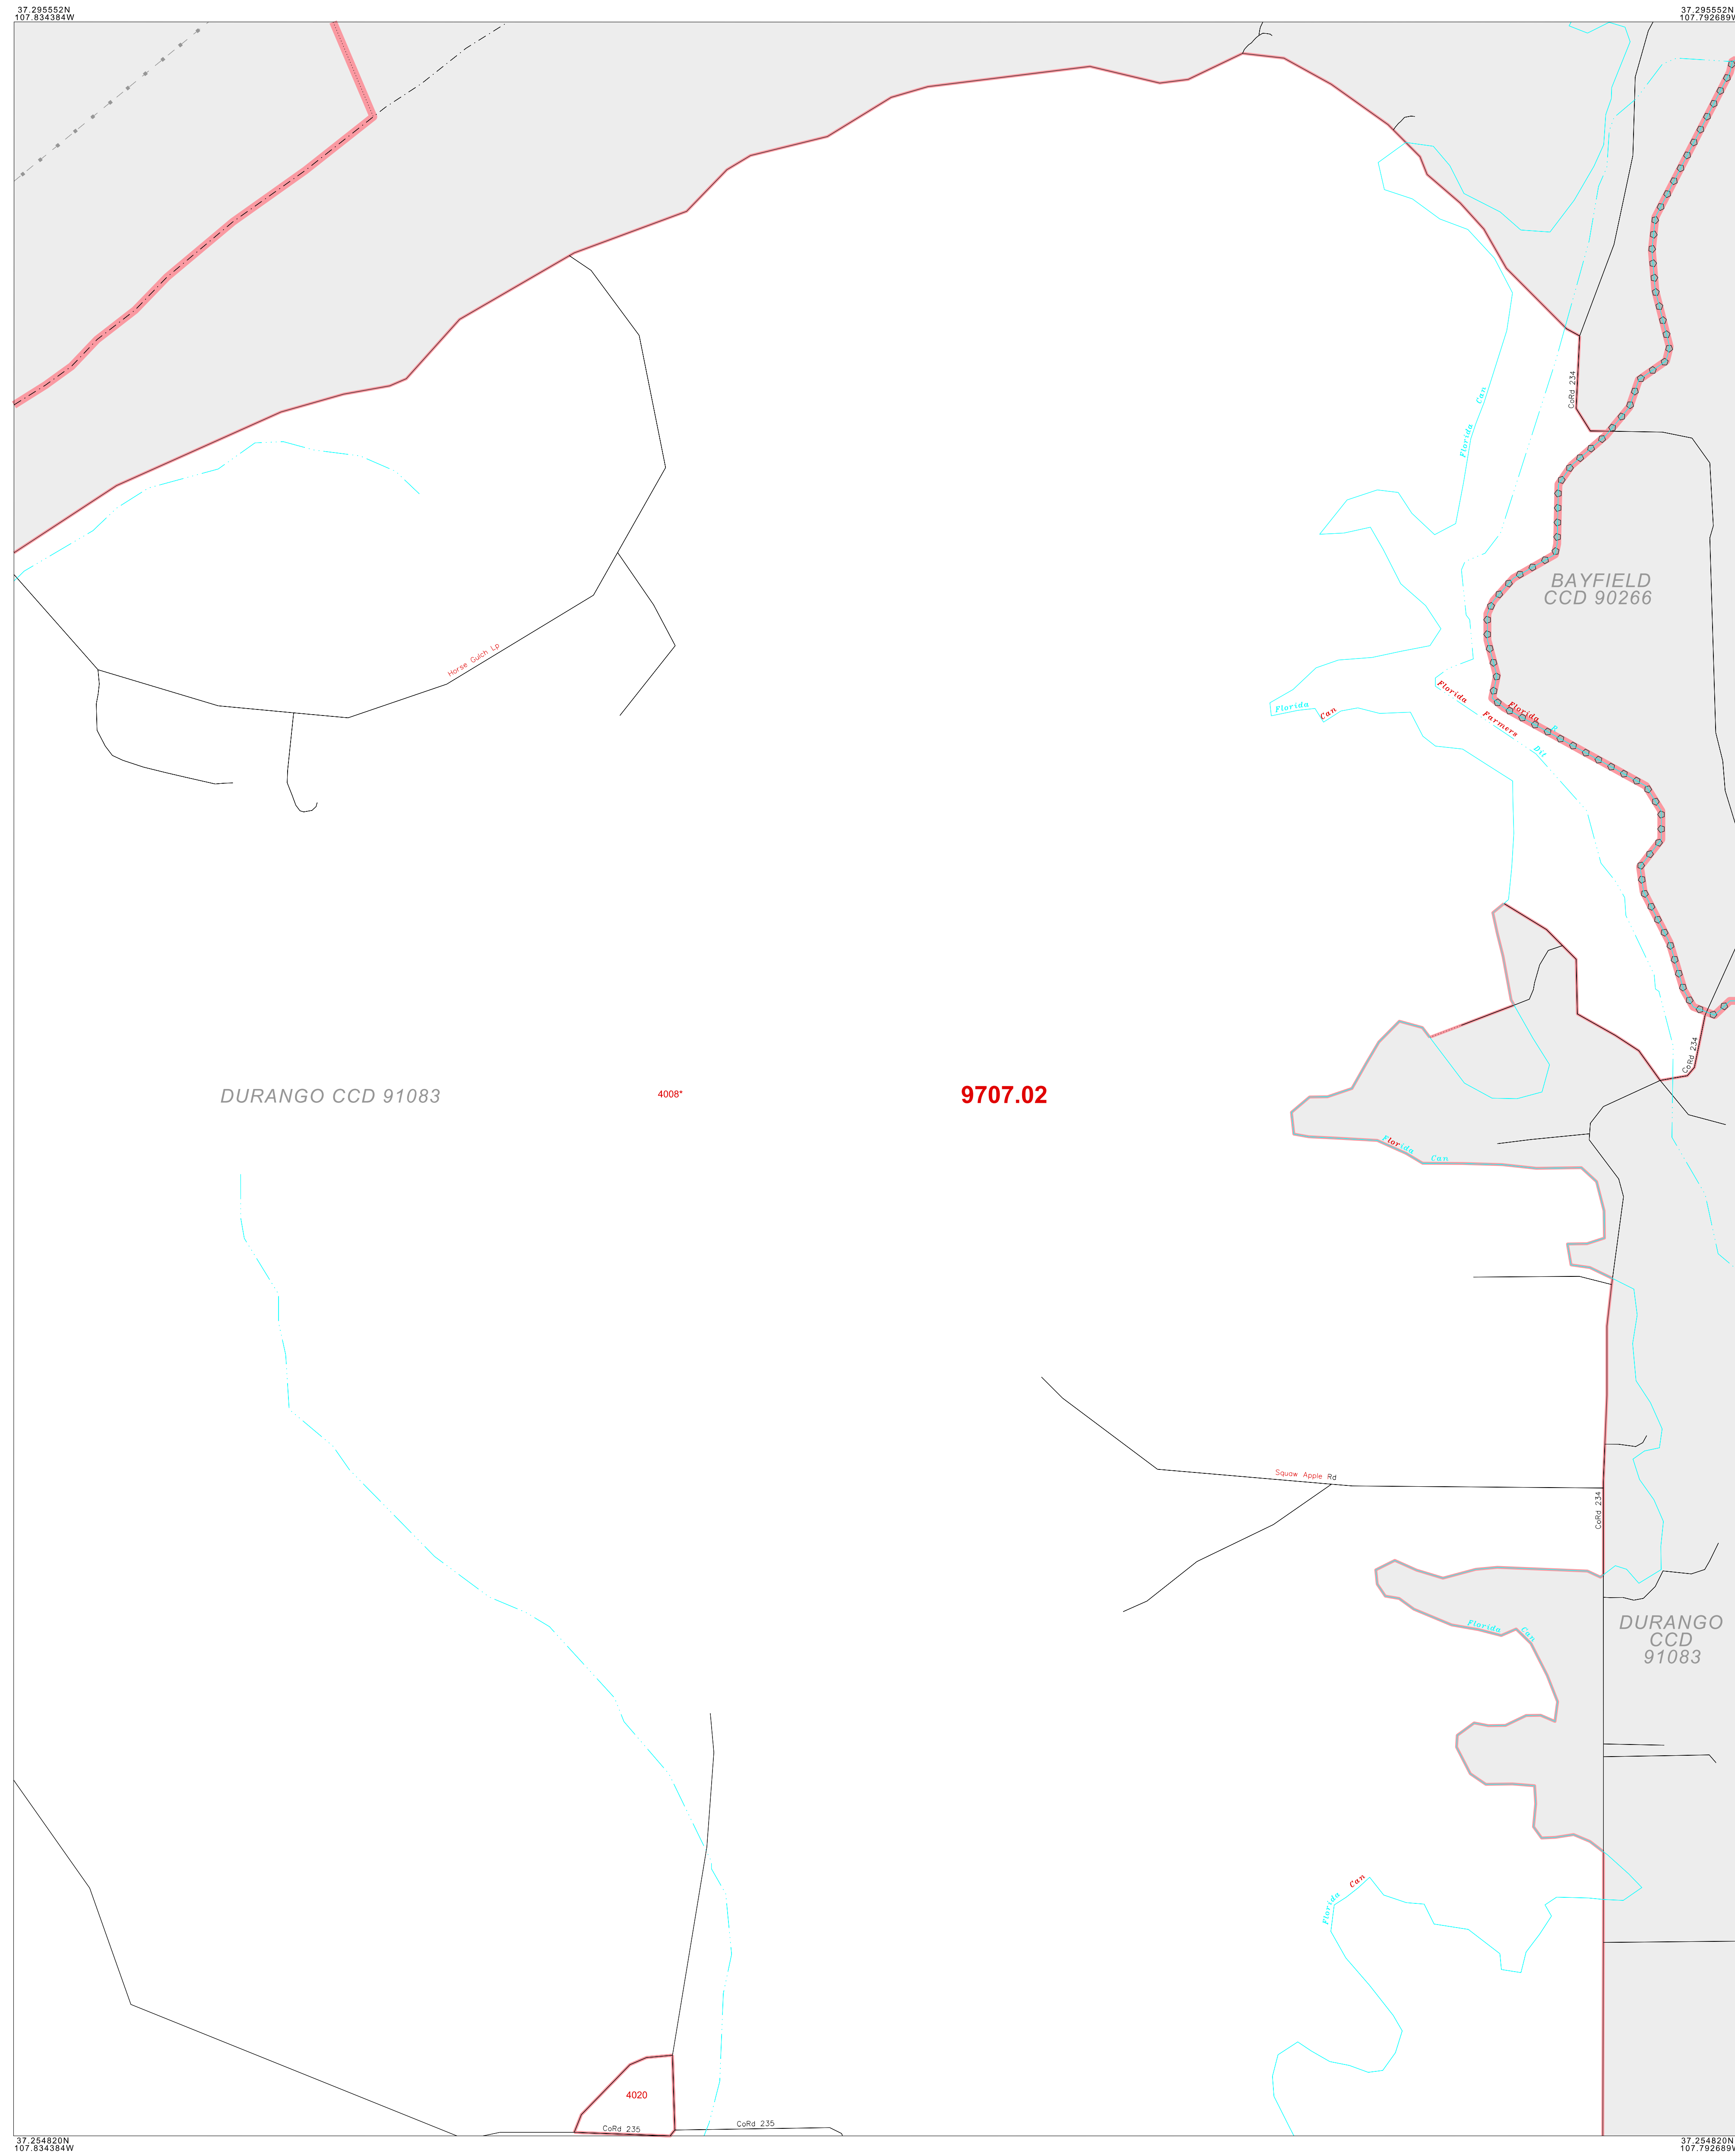 37.295552N
107.834384W
37.295552N
107.792689W
CoRd 234
Florida Can
BAYFIELD
CCD 90266
Horse Gulch Lp
Florida Farmers Dit
Florida R
Florida Can
CoRd 234
DURANGO CCD 91083
4008*
9707.02
Florida Can
Squaw Apple Rd
CoRd 234
Florida Can
DURANGO
CCD
91083
Florida Can
4020
CoRd 235
CoRd 235
37.254820N
107.834384W
37.254820N
107.792689W